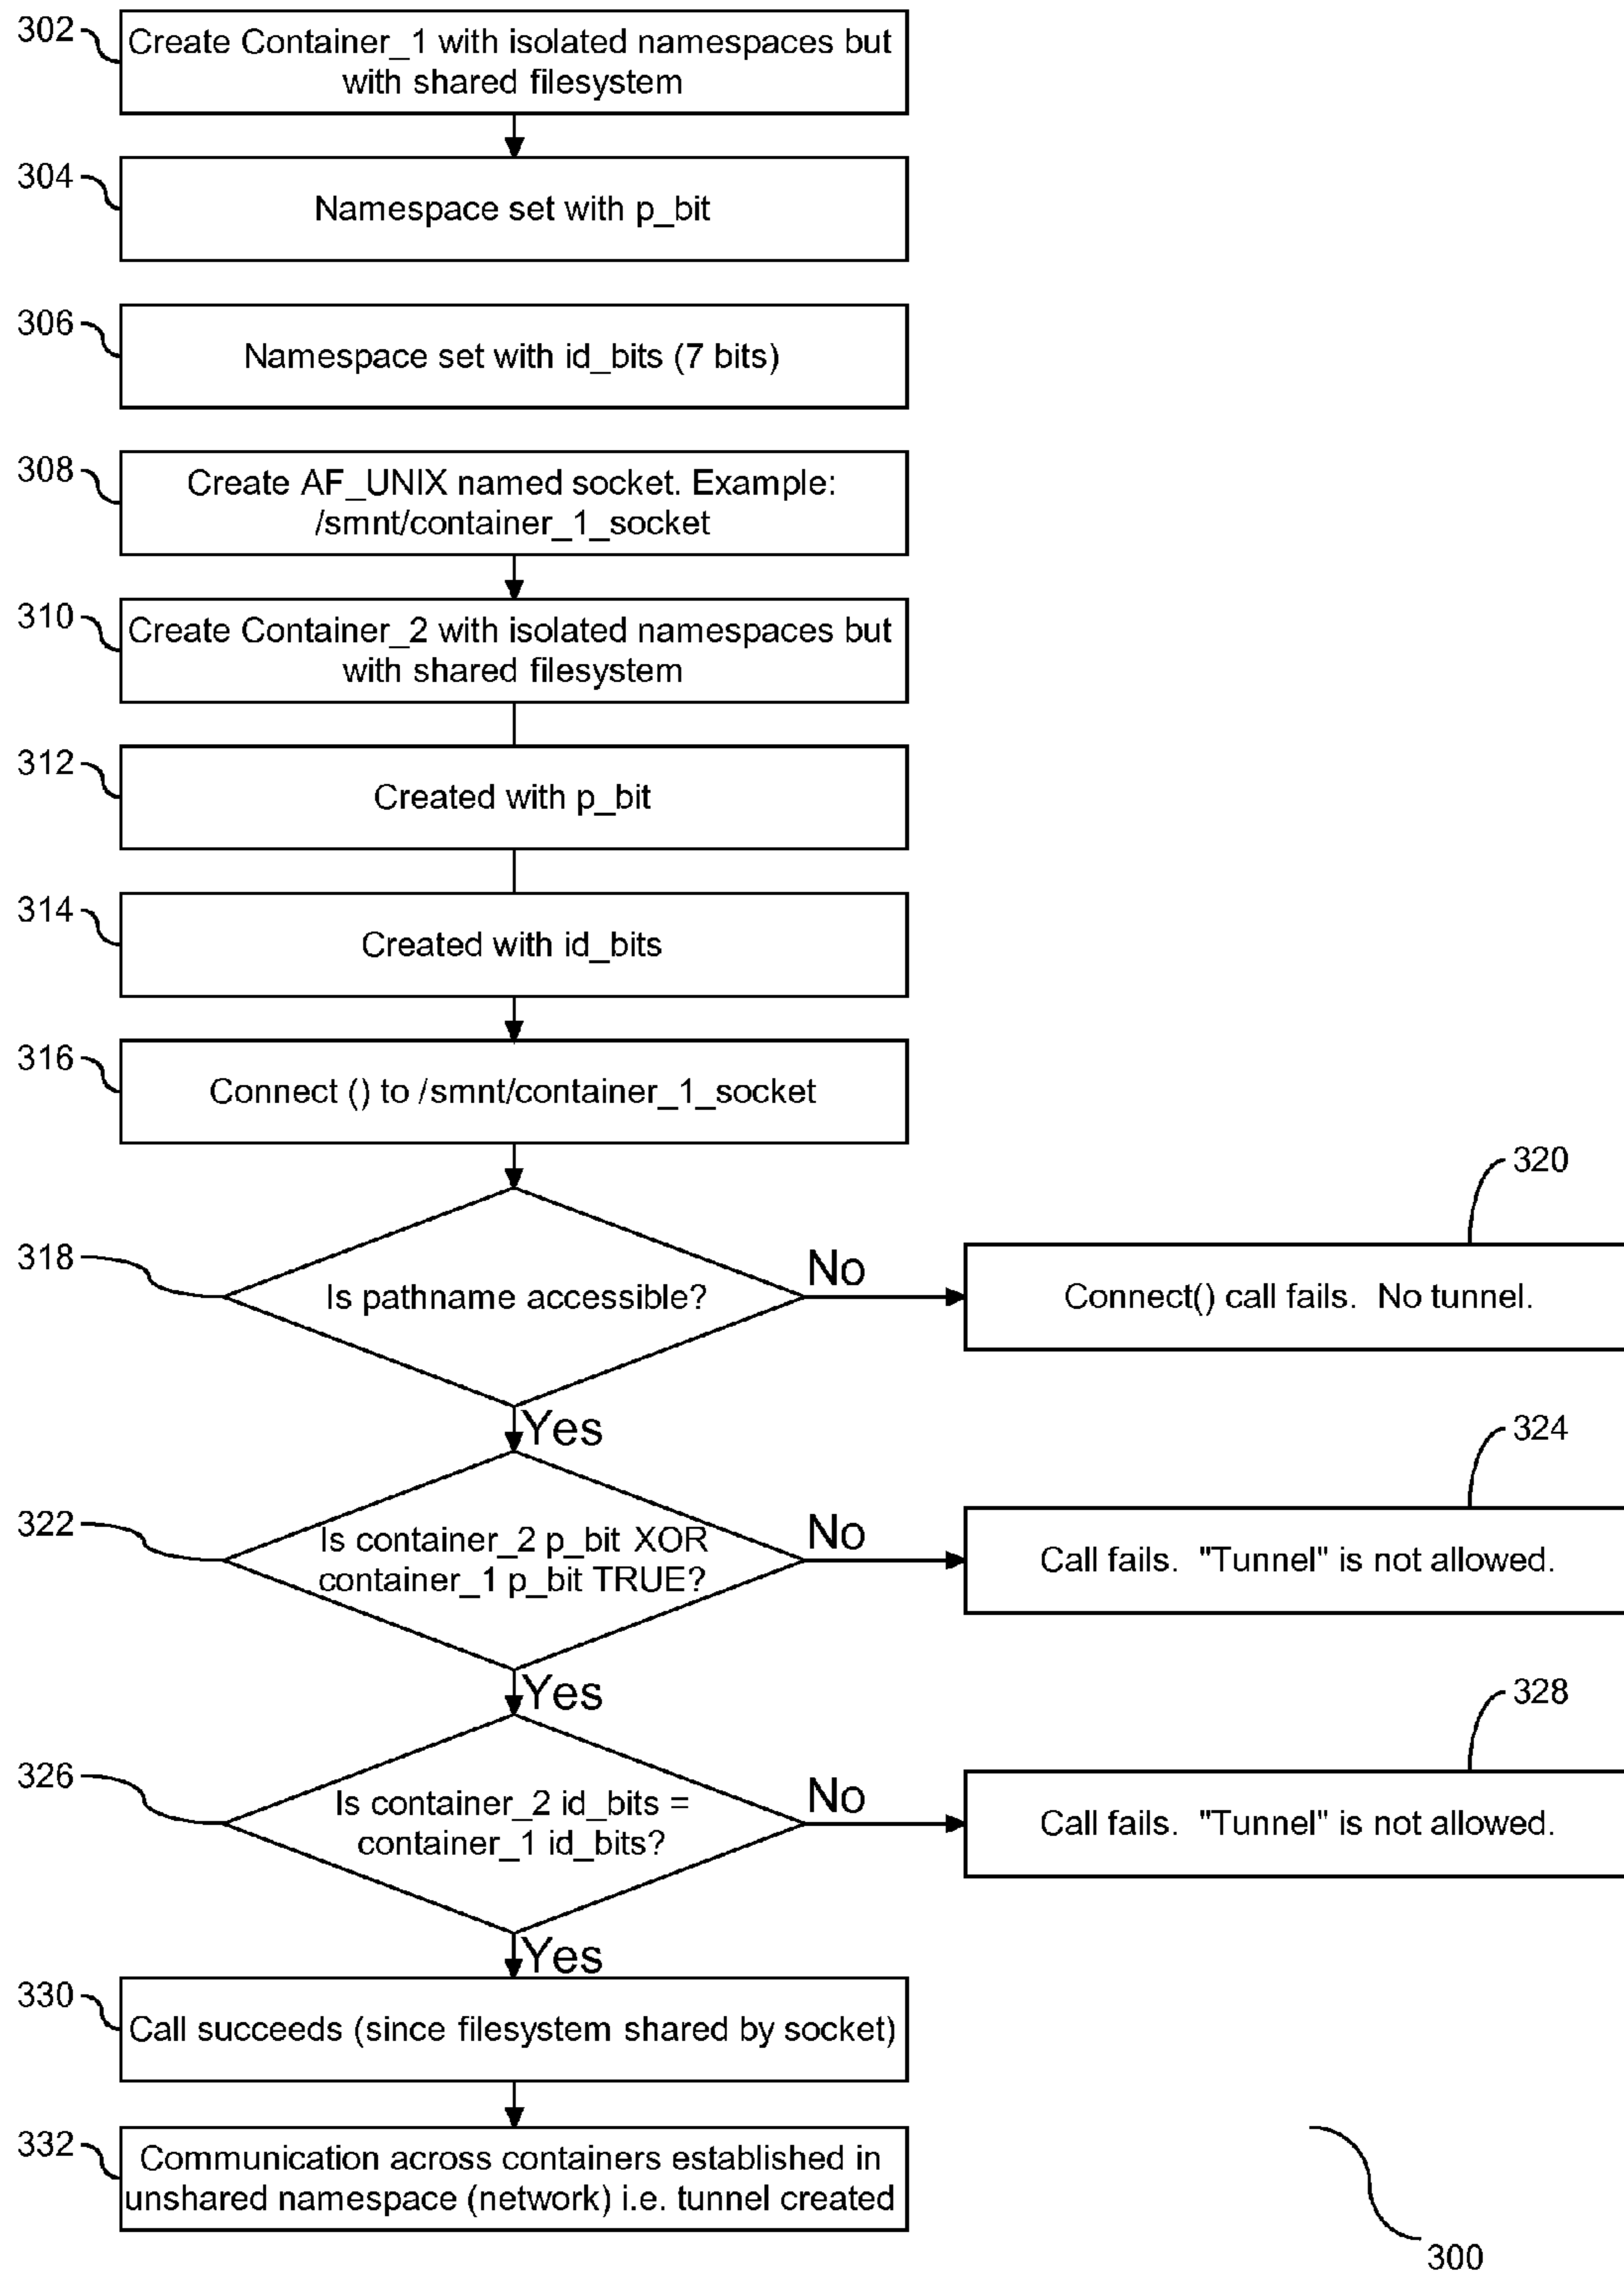 302
Create Container_1 with isolated namespaces but
with shared filesystem
304
Namespace set with p_bit
306
Namespace set with id_bits (7 bits)
308
Create AF_UNIX named socket. Example:
/smnt/container_1_socket
310
Create Container_2 with isolated namespaces but
with shared filesystem
312
Created with p_bit
314
Created with id_bits
316
Connect () to /smnt/container_1_socket
318
Is pathname accessible?
No
320
Connect() call fails. No tunnel.
Yes
322
Is container_2 p_bit XOR
container_1 p_bit TRUE?
No
324
Call fails. "Tunnel" is not allowed.
Yes
326
Is container_2 id_bits =
container_1 id_bits?
No
328
Call fails. "Tunnel" is not allowed.
Yes
330
Call succeeds (since filesystem shared by socket)
332
Communication across containers established in
unshared namespace (network) i.e. tunnel created
300